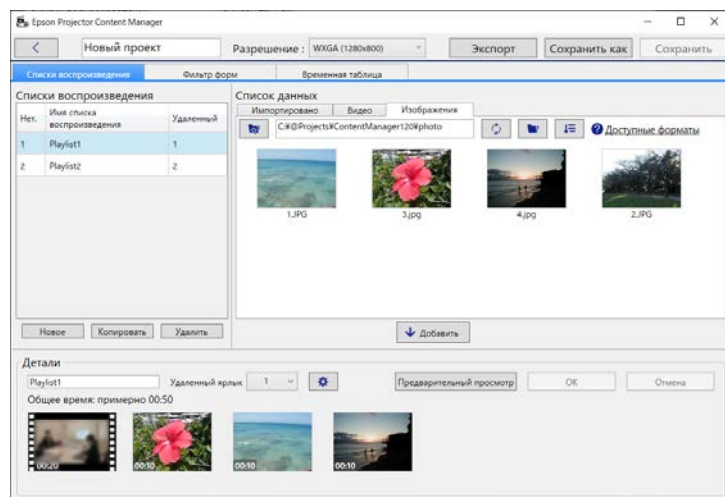 Epson Projector Content Manager
Новый проект
Разрешение :
WXGA (1280x800)
Экспорт
Сохранить как
Сохранить
Списки воспроизведения
Фильтр форм
Временная таблица
Списки воспроизведения
Нет.
Имя списка
воспроизведения
Удаленный
1
Playlist1
1
2
Playlist2
2
Новое
Копировать
Удалить
Список данных
Импортировано
Видео
Изображения
C:¥@Projects¥ContentManager120¥photo
Доступные форматы
1.JPG
3.jpg
4.jpg
2.JPG
Добавить
Детали
Playlist1
Удаленный ярлык
1
Предварительный просмотр
OK
Отмена
Общее время: примерно 00:50
00:20
00:10
00:10
00:10